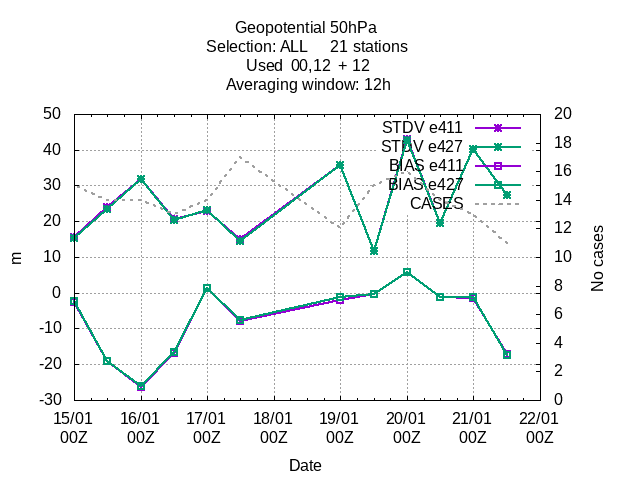 Geopotential 50hPa
Selection: ALL 21 stations
Used 00,12 + 12
Averaging window: 12h
50 20
40 18
30 16
20 14
10 12
0 10
-10 8
-20 6
-30 4
2
0
STDV e411
STDV e427
BIAS e411
BIAS e427
CASES
m
No cases
15/01 16/01 17/01 18/01 19/01 20/01 21/01 22/01
00Z 00Z 00Z 00Z 00Z 00Z 00Z 00Z
Date